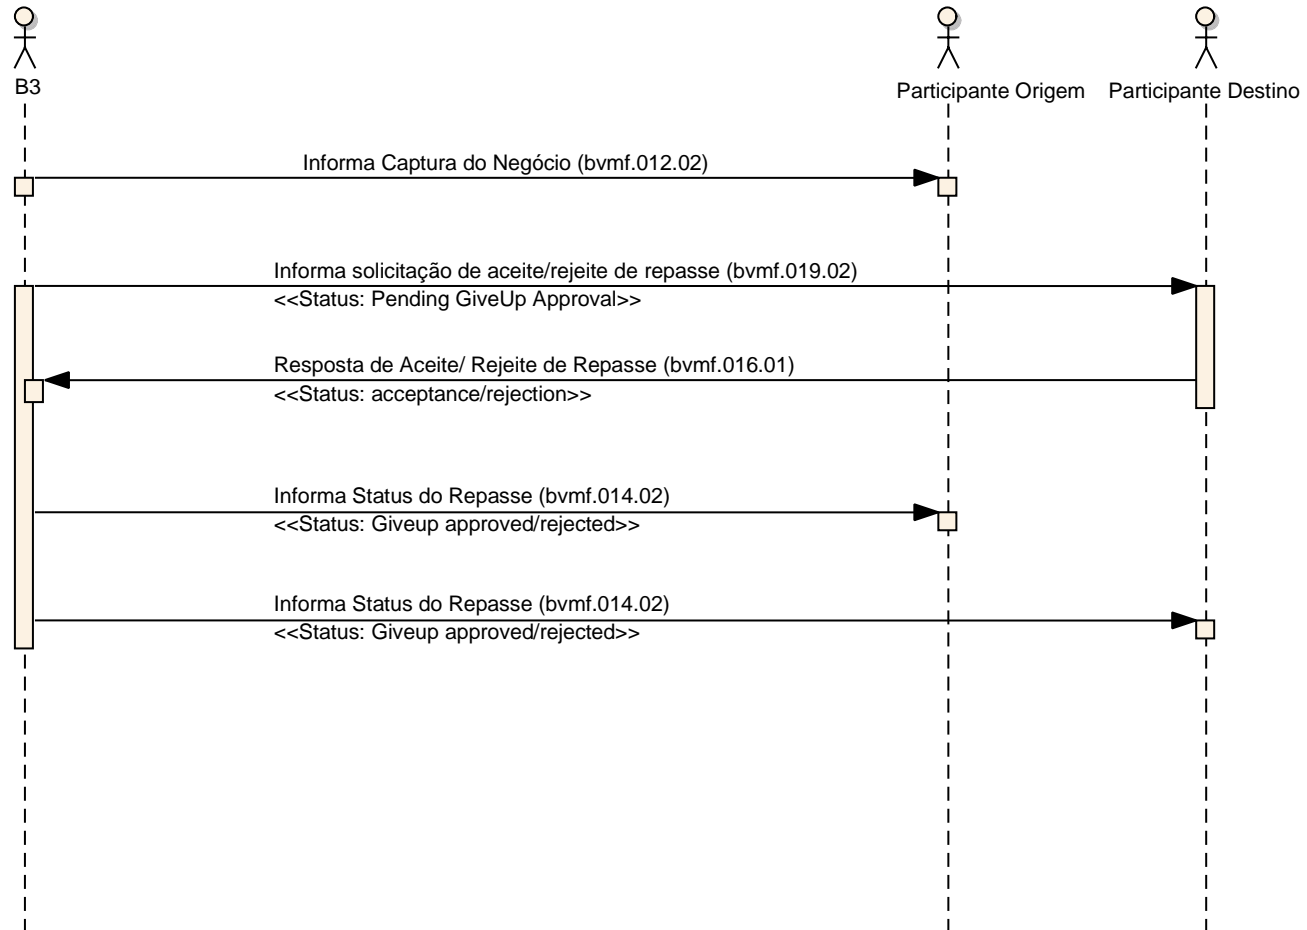 B3
Participante Origem
Participante Destino
Informa Captura do Negócio (bvmf.012.02)
Informa solicitação de aceite/rejeite de repasse (bvmf.019.02)
<<Status: Pending GiveUp Approval>>
Resposta de Aceite/ Rejeite de Repasse (bvmf.016.01)
<<Status: acceptance/rejection>>
Informa Status do Repasse (bvmf.014.02)
<<Status: Giveup approved/rejected>>
Informa Status do Repasse (bvmf.014.02)
<<Status: Giveup approved/rejected>>